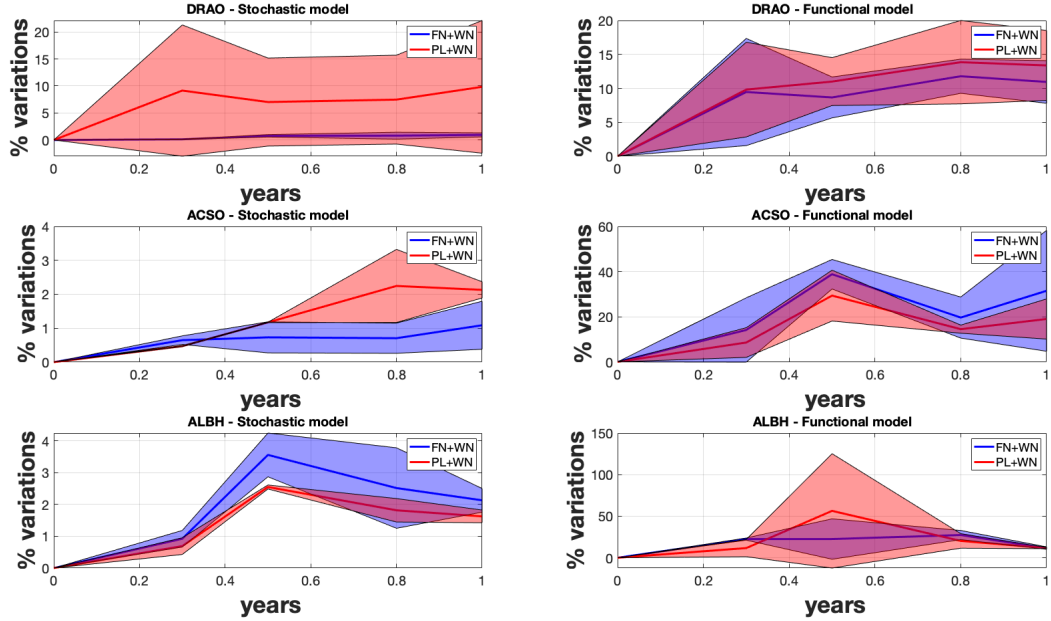 DRAO - Stochastic model
% variations
20
15
10
5
0
0 0.2 0.4 0.6 0.8 1
years
FN+WN
PL+WN
DRAO - Functional model
% variations
20
15
10
5
0
0 0.2 0.4 0.6 0.8 1
years
FN+WN
PL+WN
ACSO - Stochastic model
% variations
4
3
2
1
0
0 0.2 0.4 0.6 0.8 1
years
FN+WN
PL+WN
ACSO - Functional model
% variations
60
40
20
0
0 0.2 0.4 0.6 0.8 1
years
FN+WN
PL+WN
ALBH - Stochastic model
% variations
4
3
2
1
0
0 0.2 0.4 0.6 0.8 1
years
FN+WN
PL+WN
ALBH - Functional model
% variations
150
100
50
0
0 0.2 0.4 0.6 0.8 1
years
FN+WN
PL+WN